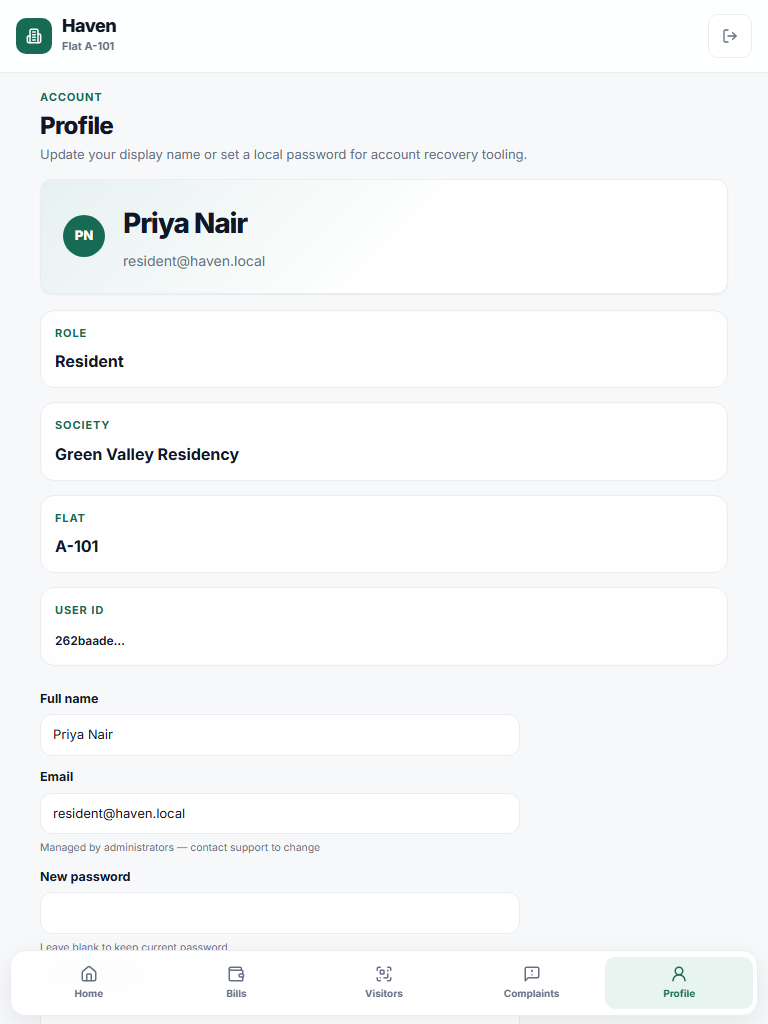 Haven
Flat A-101
ACCOUNT
Profile
Update your display name or set a local password for account recovery tooling.
PN
Priya Nair
resident@haven.local
ROLE
Resident
SOCIETY
Green Valley Residency
FLAT
A-101
USER ID
262baade...
Full name
Priya Nair
Email
resident@haven.local
Managed by administrators — contact support to change
New password
Leave blank to keep current password
Home
Bills
Visitors
Complaints
Profile